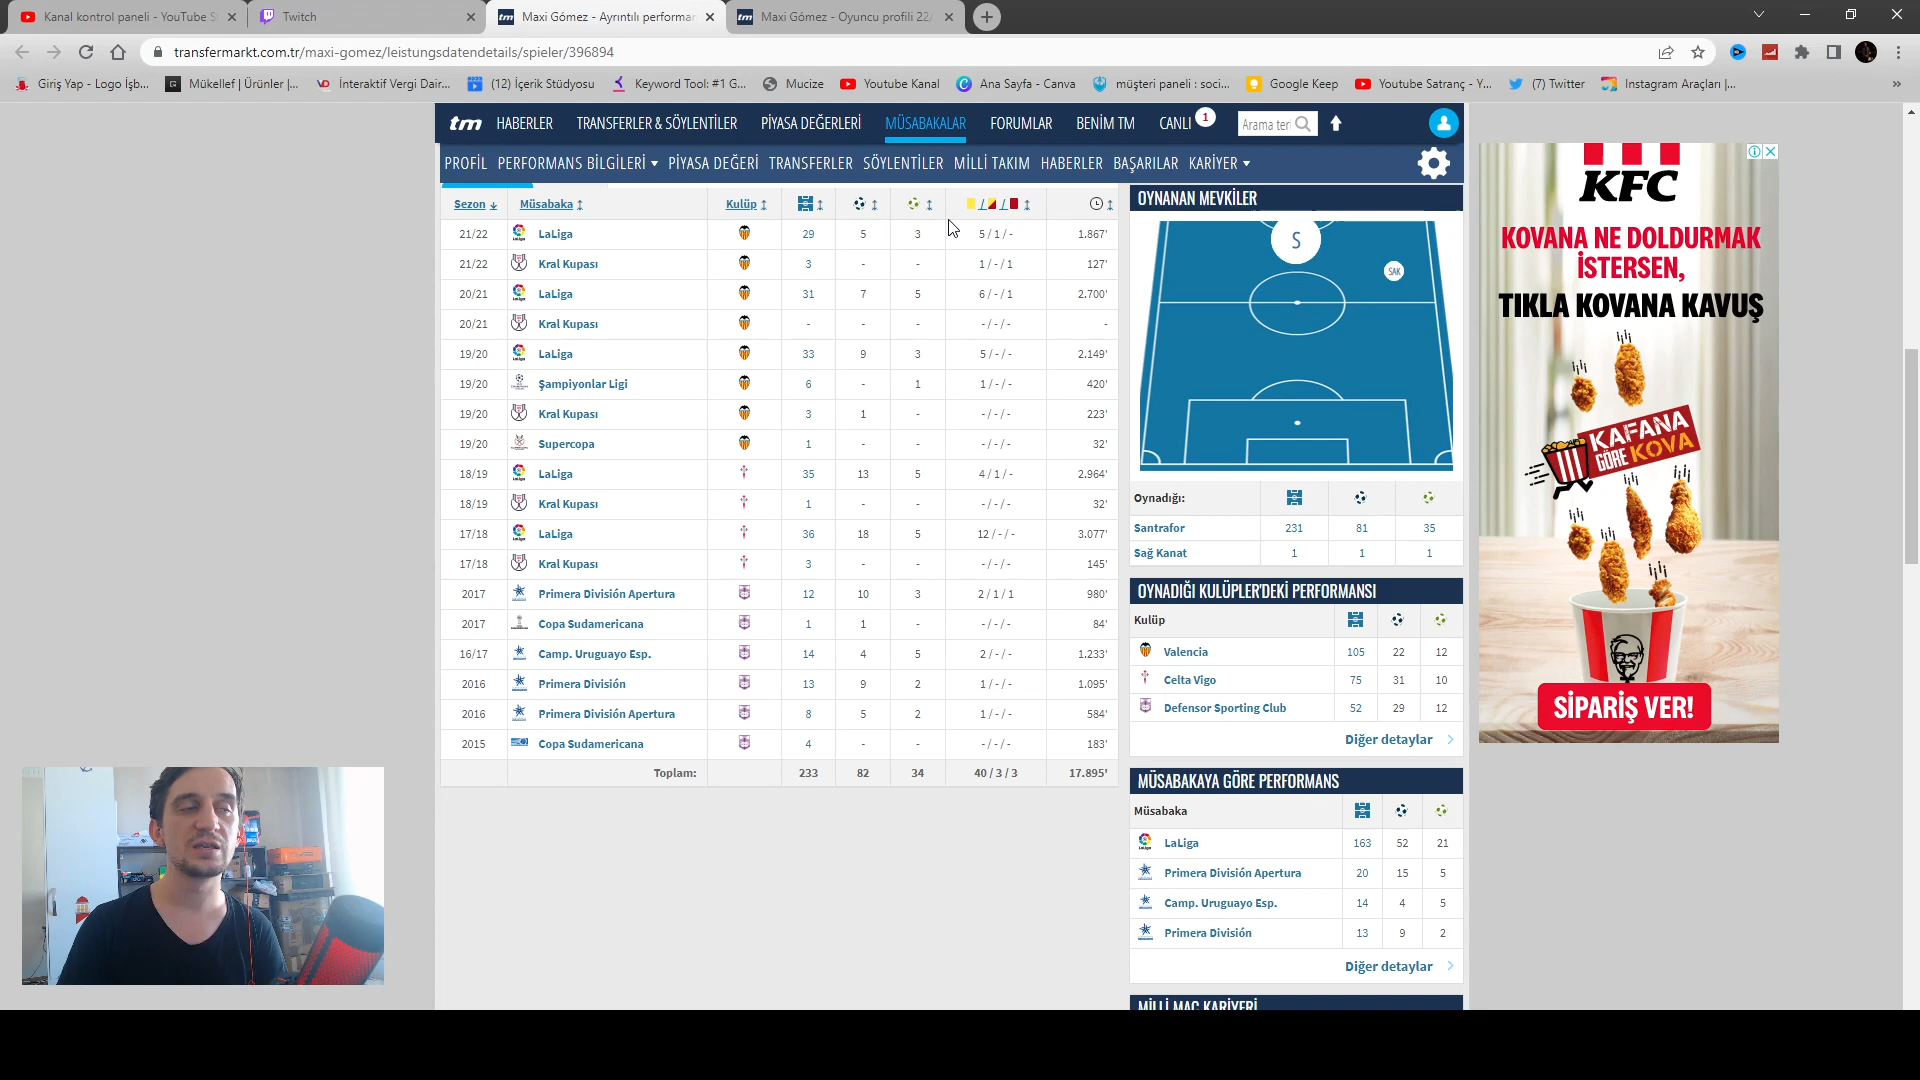 Kanal kontrol paneli - YouTube S
Twitch
Maxi Gómez - Ayrıntılı performan
Maxi Gómez - Oyuncu profili 22/
transfermarkt.com.tr/maxi-gomez/leistungsdatendetails/spieler/396894
Giriş Yap - Logo İşb...
Mükellef | Ürünler |...
İnteraktif Vergi Dair...
(12) İçerik Stüdyosu
Keyword Tool: #1 G...
Mucize
Youtube Kanal
Ana Sayfa - Canva
müşteri paneli : soci...
Google Keep
Youtube Satranç - Y...
(7) Twitter
Instagram Araçları |...
»
tm HABERLER TRANSFERLER & SÖYLENTİLER PİYASA DEĞERLERİ MÜSABAKALAR FORUMLAR BENİM TM CANLI 1 Arama teri
PROFİL PERFORMANS BİLGİLERİ PİYASA DEĞERİ TRANSFERLER SÖYLENTİLER MİLLİ TAKIM HABERLER BAŞARILAR KARİYER
Sezon Müsabaka Kulüp / /
21/22 LaLiga 29 5 3 5 / 1 / - 1.867'
21/22 Kral Kupası 3 - - 1 / - / 1 127'
20/21 LaLiga 31 7 5 6 / - / 1 2.700'
20/21 Kral Kupası - - - - / - / - -
19/20 LaLiga 33 9 3 5 / - / - 2.149'
19/20 Şampiyonlar Ligi 6 - 1 1 / - / - 420'
19/20 Kral Kupası 3 1 - - / - / - 223'
19/20 Supercopa 1 - - - / - / - 32'
18/19 LaLiga 35 13 5 4 / 1 / - 2.964'
18/19 Kral Kupası 1 - - - / - / - 32'
17/18 LaLiga 36 18 5 12 / - / - 3.077'
17/18 Kral Kupası 3 - - - / - / - 145'
2017 Primera División Apertura 12 10 3 2 / 1 / 1 980'
2017 Copa Sudamericana 1 1 - - / - / - 84'
16/17 Camp. Uruguayo Esp. 14 4 5 2 / - / - 1.233'
2016 Primera División 13 9 2 1 / - / - 1.095'
2016 Primera División Apertura 8 5 2 1 / - / - 584'
2015 Copa Sudamericana 4 - - - / - / - 183'
Toplam: 233 82 34 40 / 3 / 3 17.895'
OYNANAN MEVKİLER
S
SAK
Oynadığı:
Santrafor 231 81 35
Sağ Kanat 1 1 1
OYNADIĞI KULÜPLER'DEKİ PERFORMANSI
Kulüp
Valencia 105 22 12
Celta Vigo 75 31 10
Defensor Sporting Club 52 29 12
Diğer detaylar
MÜSABAKAYA GÖRE PERFORMANS
Müsabaka
LaLiga 163 52 21
Primera División Apertura 20 15 5
Camp. Uruguayo Esp. 14 4 5
Primera División 13 9 2
Diğer detaylar
MİLLİ MAÇ KARİYERİ
KFC
KOVANA NE DOLDURMAK
İSTERSEN,
TIKLA KOVANA KAVUŞ
KAFANA
GÖRE KOVA
KFC
SİPARİŞ VER!